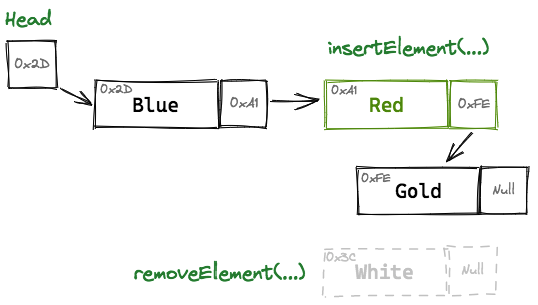 Head
insertElement(...)
0x2D
0x2D
Blue
0xA1
0xA1
Red
0xFE
0xFE
Gold
Null
removeElement(...)
0x3C
White
Null